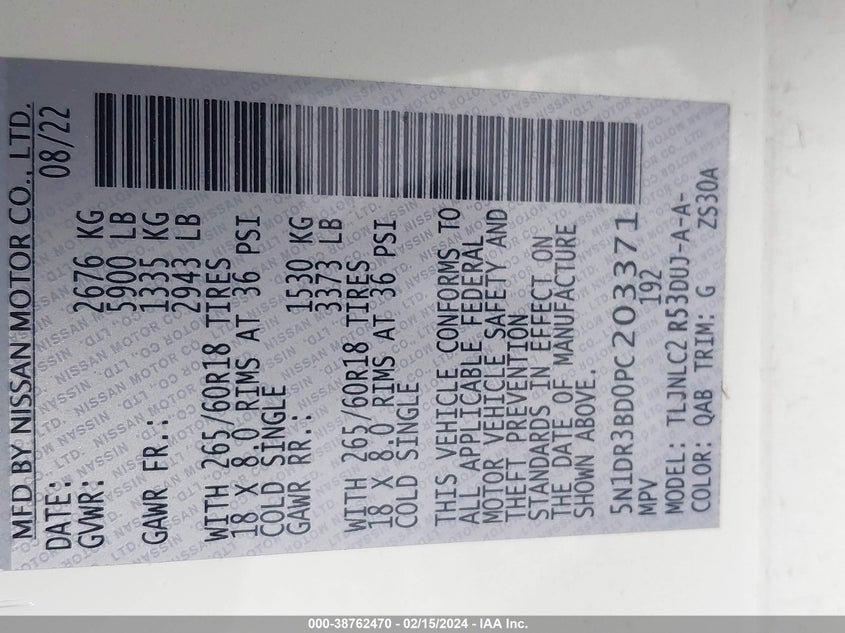 MFD BY NISSAN MOTOR CO., LTD.
DATE: 08/22
GVWR: 2676 KG
5900 LB
GAWR FR.: 1335 KG
2943 LB
WITH 265/60R18 TIRES
18 X 8.0 RIMS AT 36 PSI
COLD SINGLE
GAWR RR.: 1530 KG
3373 LB
WITH 265/60R18 TIRES
18 X 8.0 RIMS AT 36 PSI
COLD SINGLE
THIS VEHICLE CONFORMS TO
ALL APPLICABLE FEDERAL
MOTOR VEHICLE SAFETY AND
THEFT PREVENTION
STANDARDS IN EFFECT ON
THE DATE OF MANUFACTURE
SHOWN ABOVE.
5N1DR3BD0PC203371
MPV 192
MODEL: TLJNLC2 R53DUJ-A-A-
COLOR: QAB TRIM: G ZS30A
000-38762470 - 02/15/2024 - IAA Inc.